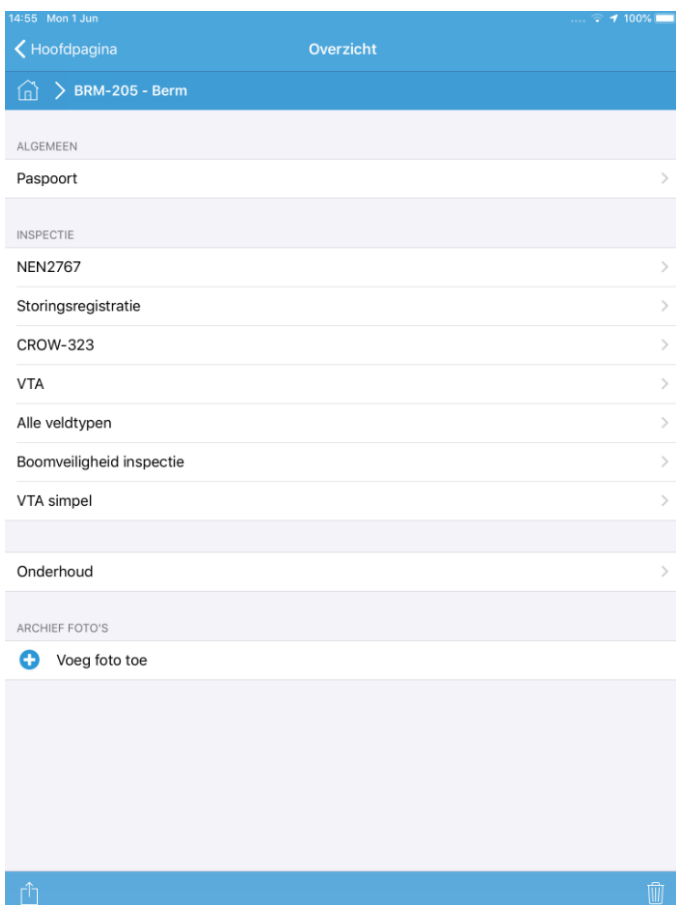 14:55 Mon 1 Jun 100%
Hoofdpagina Overzicht
BRM-205 - Berm
ALGEMEEN
Paspoort
INSPECTIE
NEN2767
Storingsregistratie
CROW-323
VTA
Alle veldtypen
Boomveiligheid inspectie
VTA simpel
Onderhoud
ARCHIEF FOTO'S
Voeg foto toe